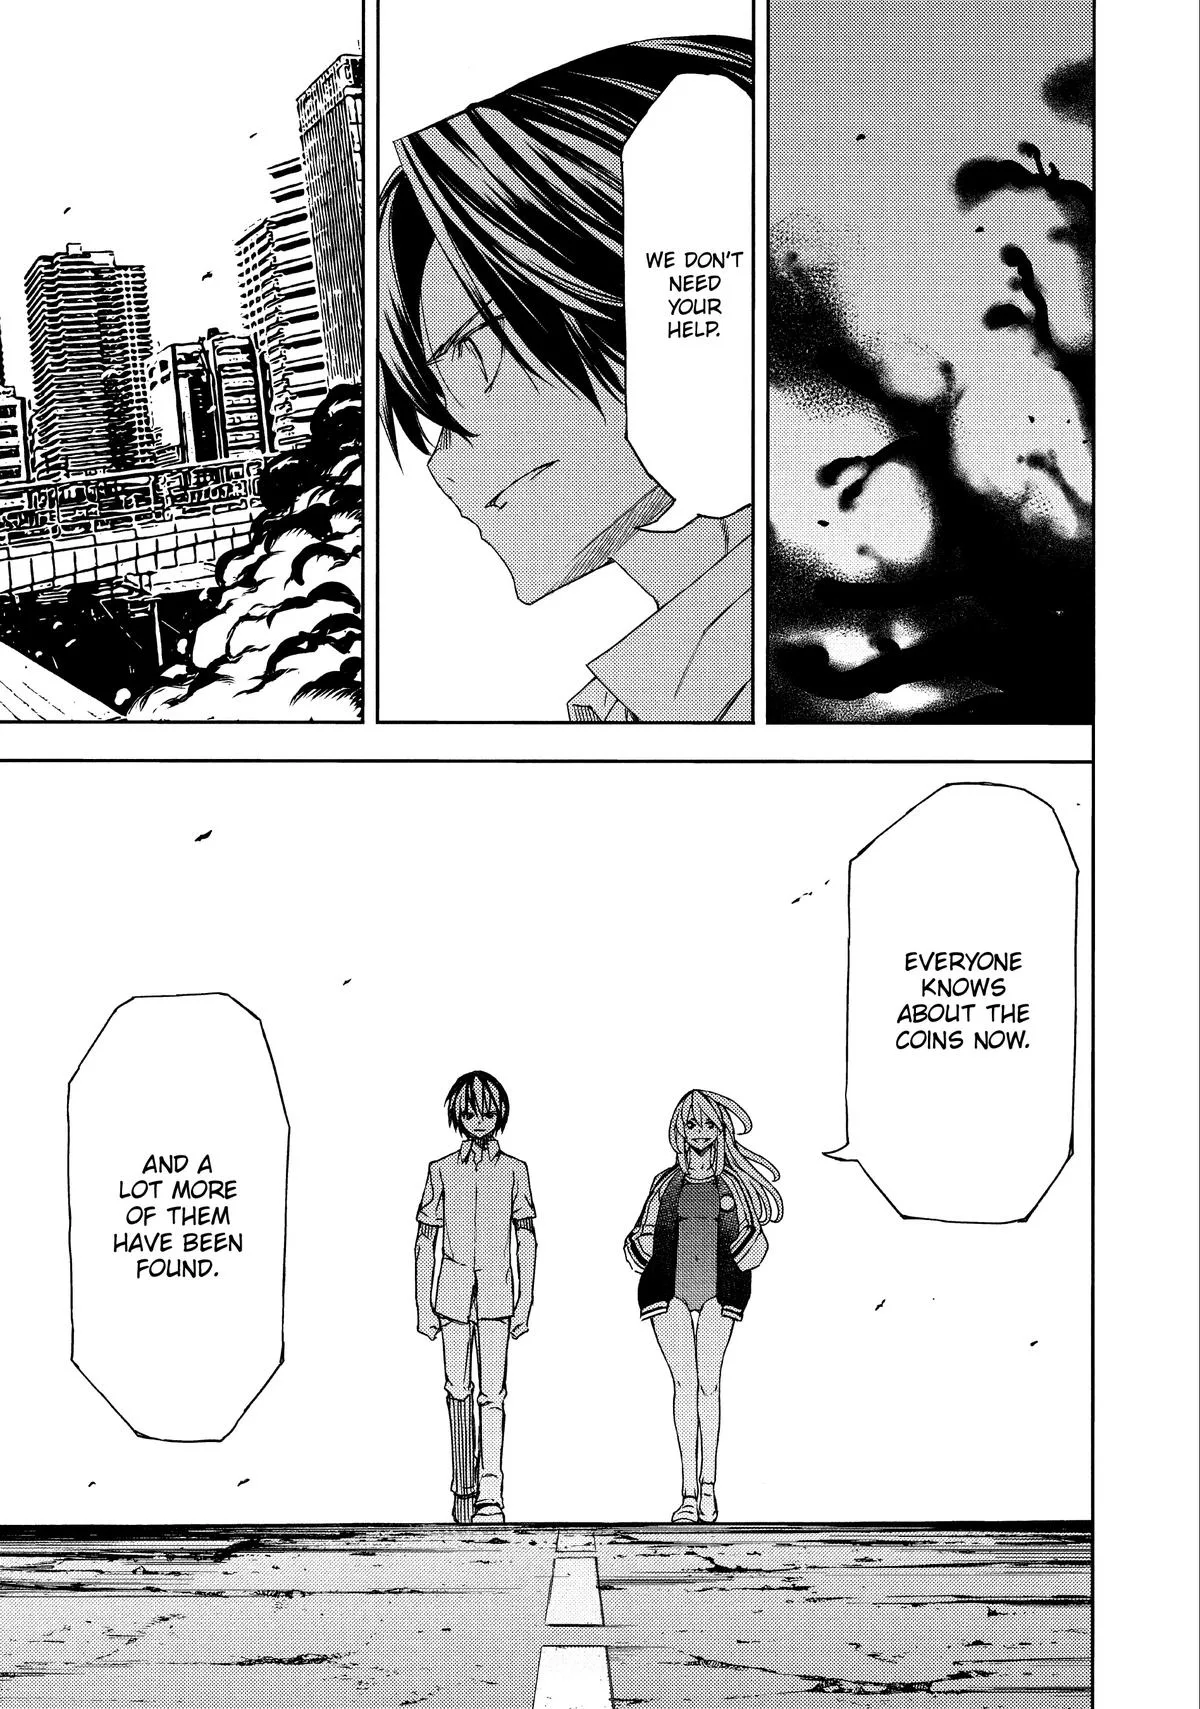 WE DON'T
NEED
YOUR
HELP.
EVERYONE
KNOWS
ABOUT THE
COINS NOW.
AND A
LOT MORE
OF THEM
HAVE BEEN
FOUND.